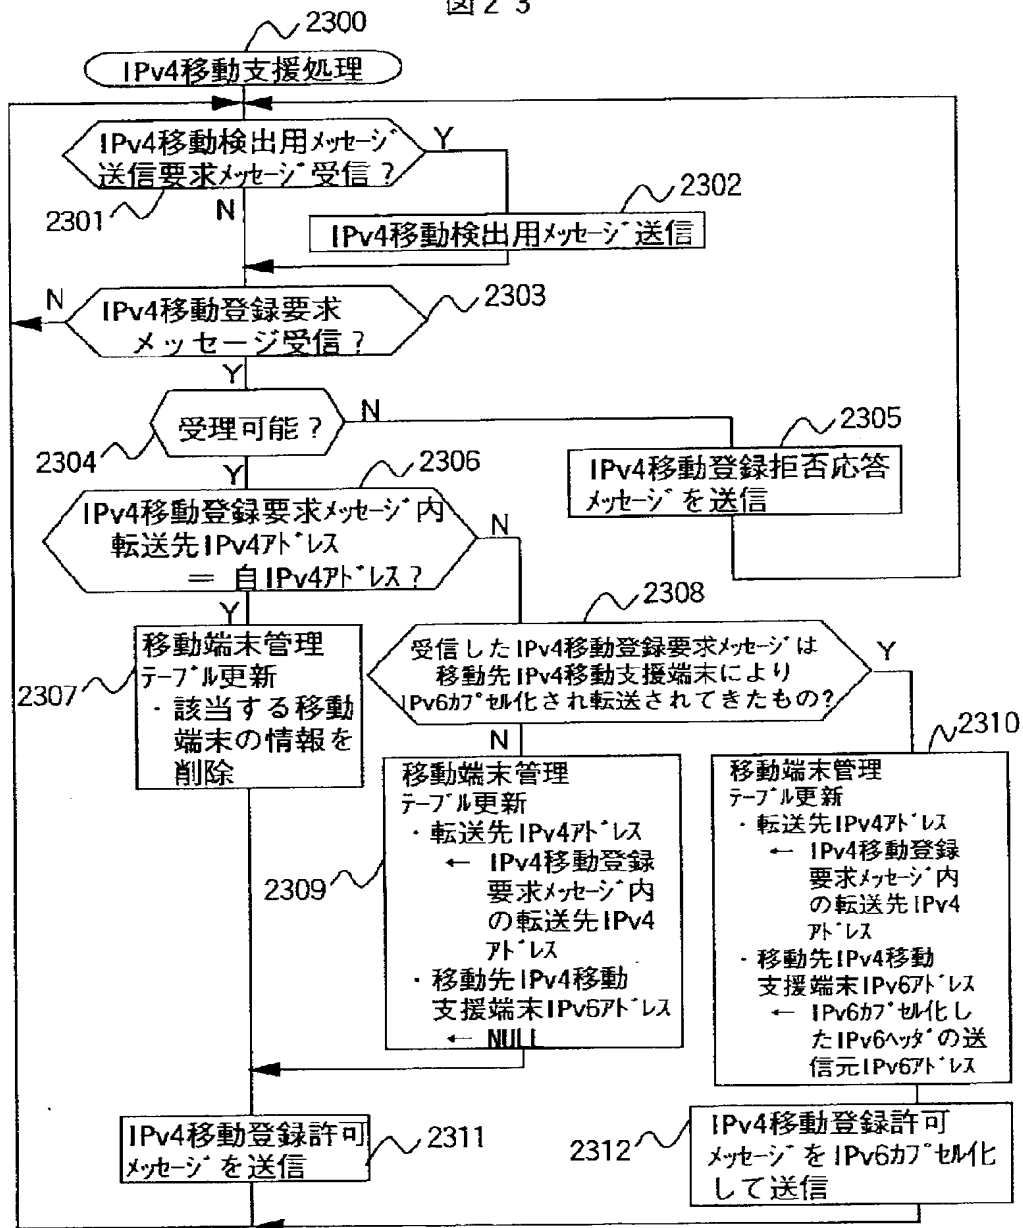 図23
2300
IPv4移動支援処理
IPv4移動検出用メッセージ
送信要求メッセージ受信？
Y
2301
N
2302
IPv4移動検出用メッセージ送信
N
IPv4移動登録要求
メッセージ受信？
2303
Y
受理可能？
N
2304
2305
IPv4移動登録拒否応答
メッセージを送信
Y
2306
IPv4移動登録要求メッセージ内
転送先IPv4アドレス
＝ 自IPv4アドレス？
N
Y
2307
移動端末管理
テーブル更新
・該当する移動
端末の情報を
削除
2308
受信したIPv4移動登録要求メッセージは
移動先IPv4移動支援端末により
IPv6カプセル化され転送されてきたもの？
Y
N
2309
移動端末管理
テーブル更新
・転送先IPv4アドレス
← IPv4移動登録
要求メッセージ内
の転送先IPv4
アドレス
・移動先IPv4移動
支援端末IPv6アドレス
← NULL
2310
移動端末管理
テーブル更新
・転送先IPv4アドレス
← IPv4移動登録
要求メッセージ内
の転送先IPv4
アドレス
・移動先IPv4移動
支援端末IPv6アドレス
← IPv6カプセル化し
たIPv6ヘッダの送
信元IPv6アドレス
IPv4移動登録許可
メッセージを送信
2311
2312
IPv4移動登録許可
メッセージをIPv6カプセル化
して送信